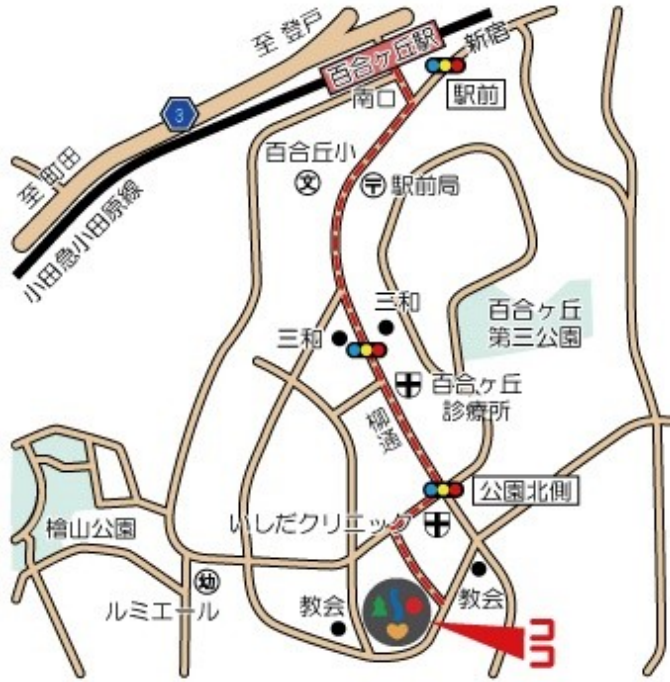 至 登戸
百合ヶ丘駅
新宿
南口
駅前
3
至 町田
小田急小田原線
百合丘小
文
〒
駅前局
三和
三和
百合ヶ丘
第三公園
百合ヶ丘
診療所
柳通
公園北側
いしだクリニック
檜山公園
幼
ルミエール
教会
教会
ココ